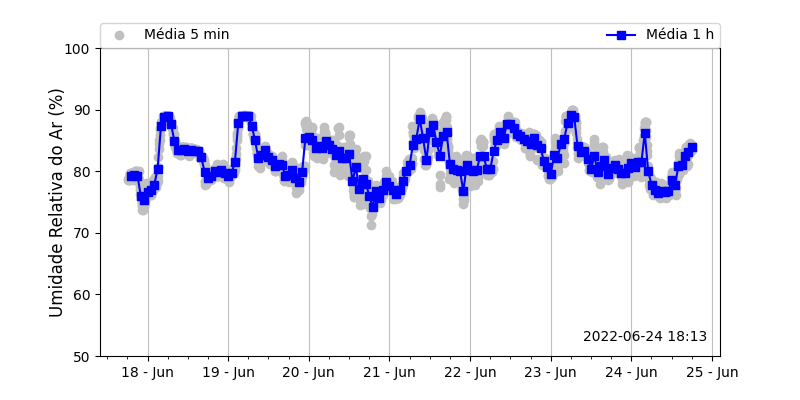 Média 5 min
Média 1 h
Umidade Relativa do Ar (%)
100
90
80
70
60
50
2022-06-24 18:13
18 - Jun
19 - Jun
20 - Jun
21 - Jun
22 - Jun
23 - Jun
24 - Jun
25 - Jun